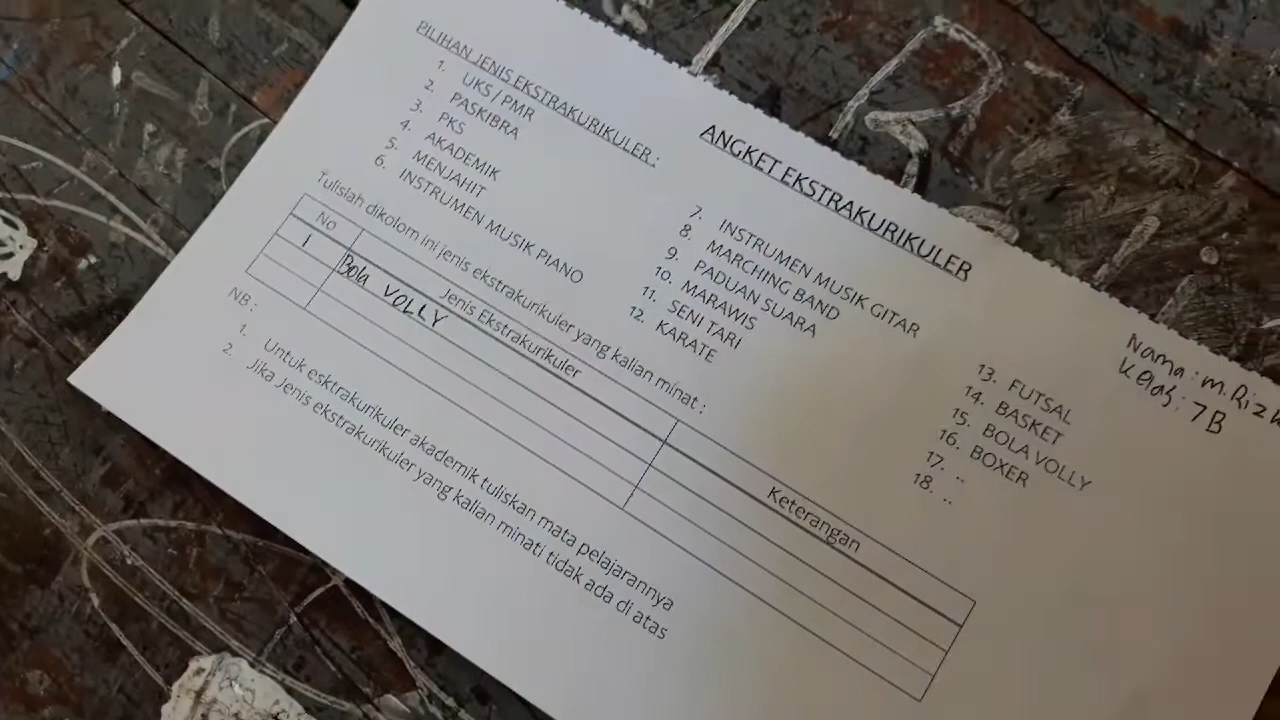 ANGKET EKSTRAKURIKULER
Nama : M. Rizk
Kelas : 7B
PILIHAN JENIS EKSTRAKURIKULER :
1. UKS / PMR
2. PASKIBRA
3. PKS
4. AKADEMIK
5. MENJAHIT
6. INSTRUMEN MUSIK PIANO
7. INSTRUMEN MUSIK GITAR
8. MARCHING BAND
9. PADUAN SUARA
10. MARAWIS
11. SENI TARI
12. KARATE
13. FUTSAL
14. BASKET
15. BOLA VOLLY
16. BOXER
17. ..
18. ..
Tulislah dikolom ini jenis ekstrakurikuler yang kalian minat :
No Jenis Ekstrakurikuler Keterangan
1 Bola VOLLY
NB :
1. Untuk esktrakurikuler akademik tuliskan mata pelajarannya
2. Jika Jenis ekstrakurikuler yang kalian minati tidak ada di atas